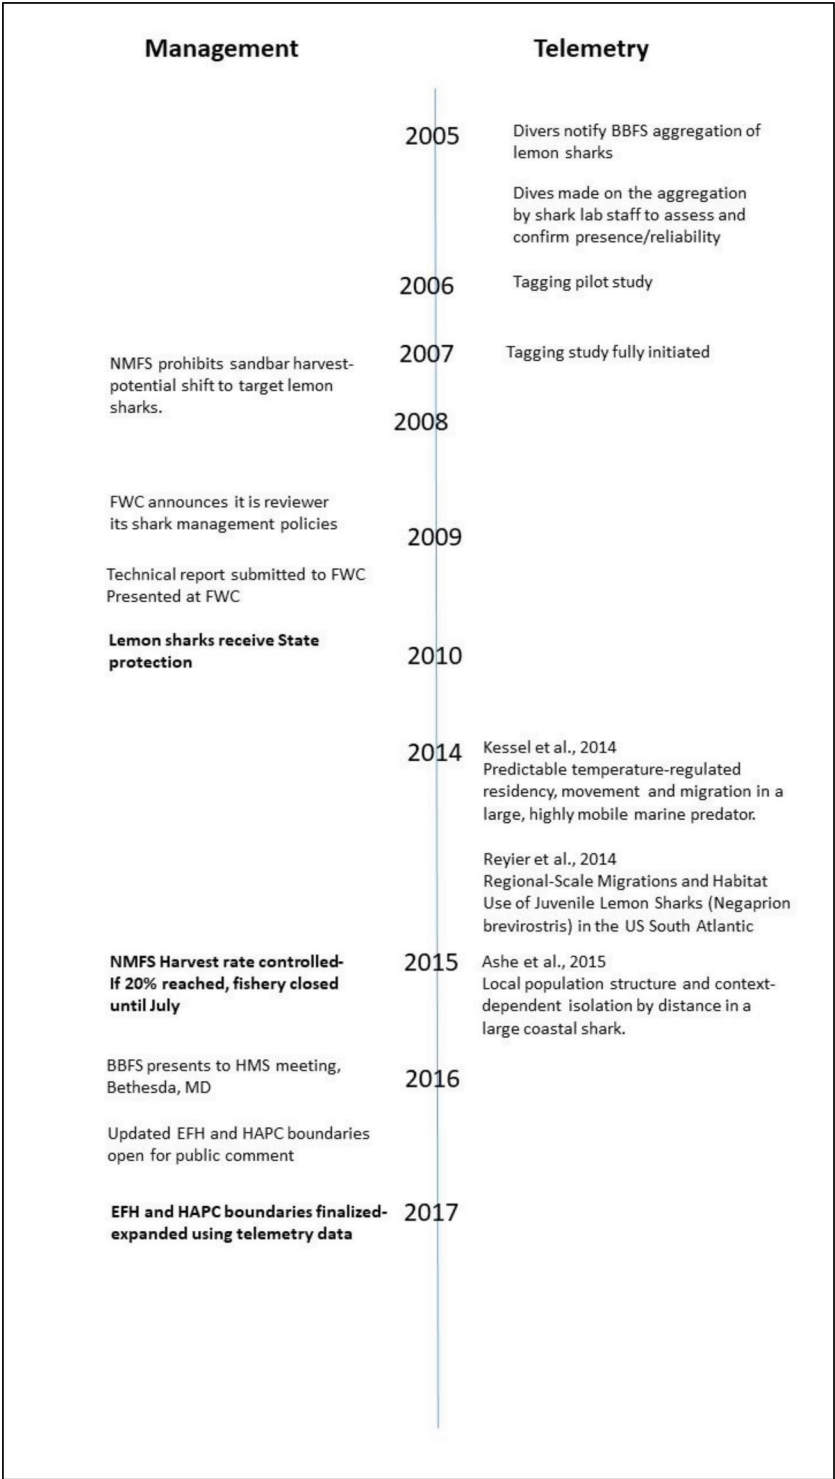 Management
Telemetry
2005
Divers notify BBFS aggregation of
lemon sharks
Dives made on the aggregation
by shark lab staff to assess and
confirm presence/reliability
2006
Tagging pilot study
2007
Tagging study fully initiated
NMFS prohibits sandbar harvest-
potential shift to target lemon
sharks.
2008
FWC announces it is reviewer
its shark management policies
2009
Technical report submitted to FWC
Presented at FWC
Lemon sharks receive State
protection
2010
2014
Kessel et al., 2014
Predictable temperature-regulated
residency, movement and migration in a
large, highly mobile marine predator.
Reyier et al., 2014
Regional-Scale Migrations and Habitat
Use of Juvenile Lemon Sharks (Negaprion
brevirostris) in the US South Atlantic
NMFS Harvest rate controlled-
If 20% reached, fishery closed
until July
2015
Ashe et al., 2015
Local population structure and context-
dependent isolation by distance in a
large coastal shark.
BBFS presents to HMS meeting,
Bethesda, MD
2016
Updated EFH and HAPC boundaries
open for public comment
EFH and HAPC boundaries finalized-
expanded using telemetry data
2017